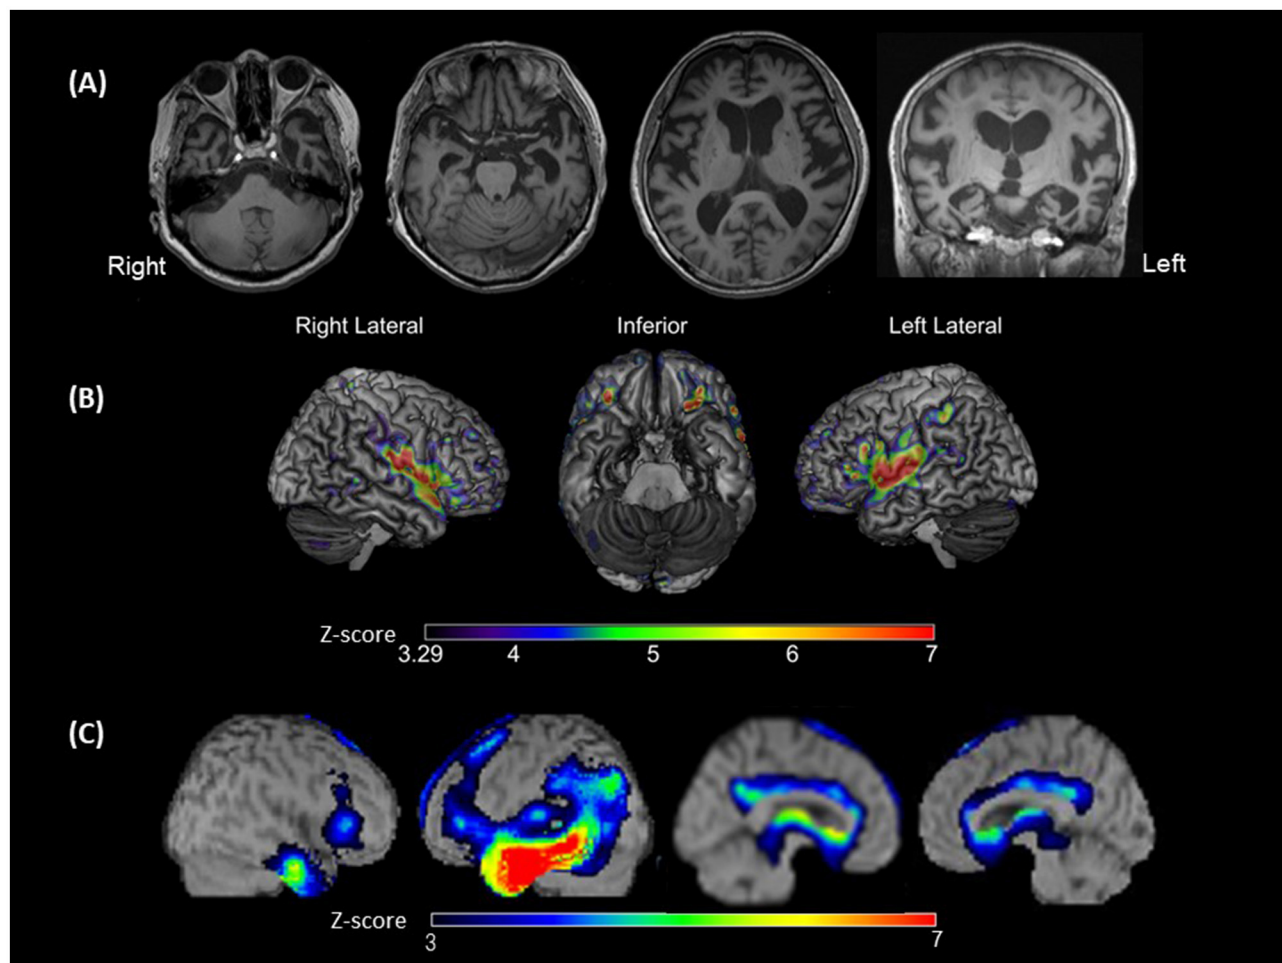 (A)
Right
Left
Right Lateral Inferior Left Lateral
(B)
Z-score
3.29 4 5 6 7
(C)
Z-score
3 7